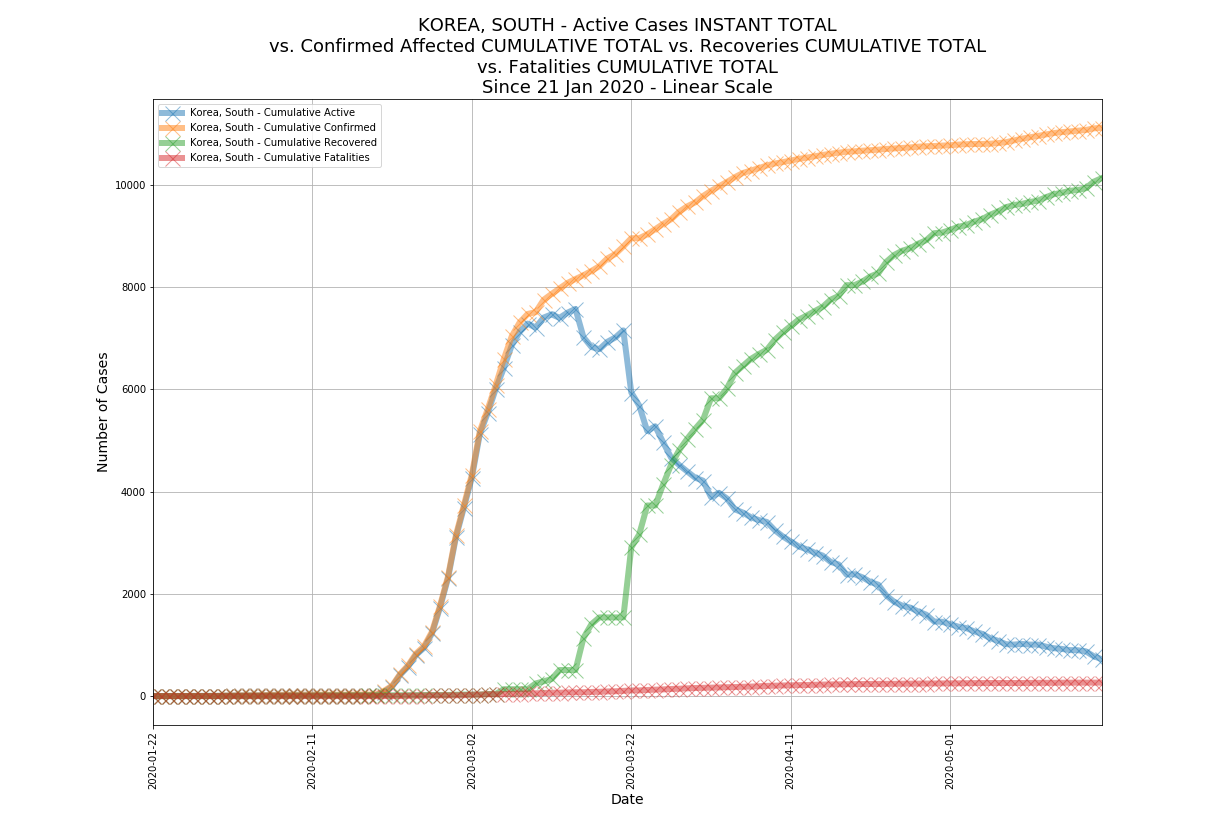 KOREA, SOUTH - Active Cases INSTANT TOTAL
vs. Confirmed Affected CUMULATIVE TOTAL vs. Recoveries CUMULATIVE TOTAL
vs. Fatalities CUMULATIVE TOTAL
Since 21 Jan 2020 - Linear Scale
Korea, South - Cumulative Active
Korea, South - Cumulative Confirmed
Korea, South - Cumulative Recovered
Korea, South - Cumulative Fatalities
Number of Cases
10000
8000
6000
4000
2000
0
2020-01-22
2020-02-11
2020-03-02
2020-03-22
2020-04-11
2020-05-01
Date